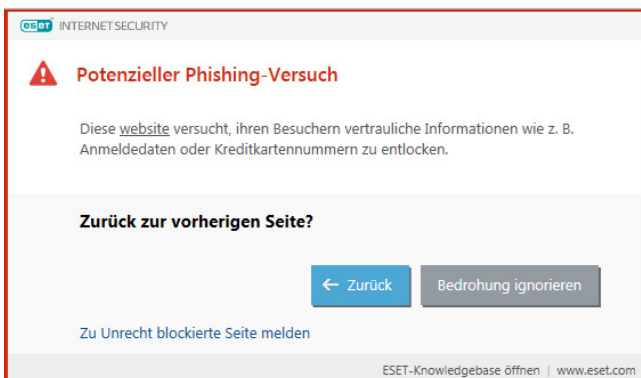 eset INTERNET SECURITY
Potenzieller Phishing-Versuch
Diese website versucht, ihren Besuchern vertrauliche Informationen wie z. B.
Anmeldedaten oder Kreditkartennummern zu entlocken.
Zurück zur vorherigen Seite?
← Zurück Bedrohung ignorieren
Zu Unrecht blockierte Seite melden
ESET-Knowledgebase öffnen | www.eset.com